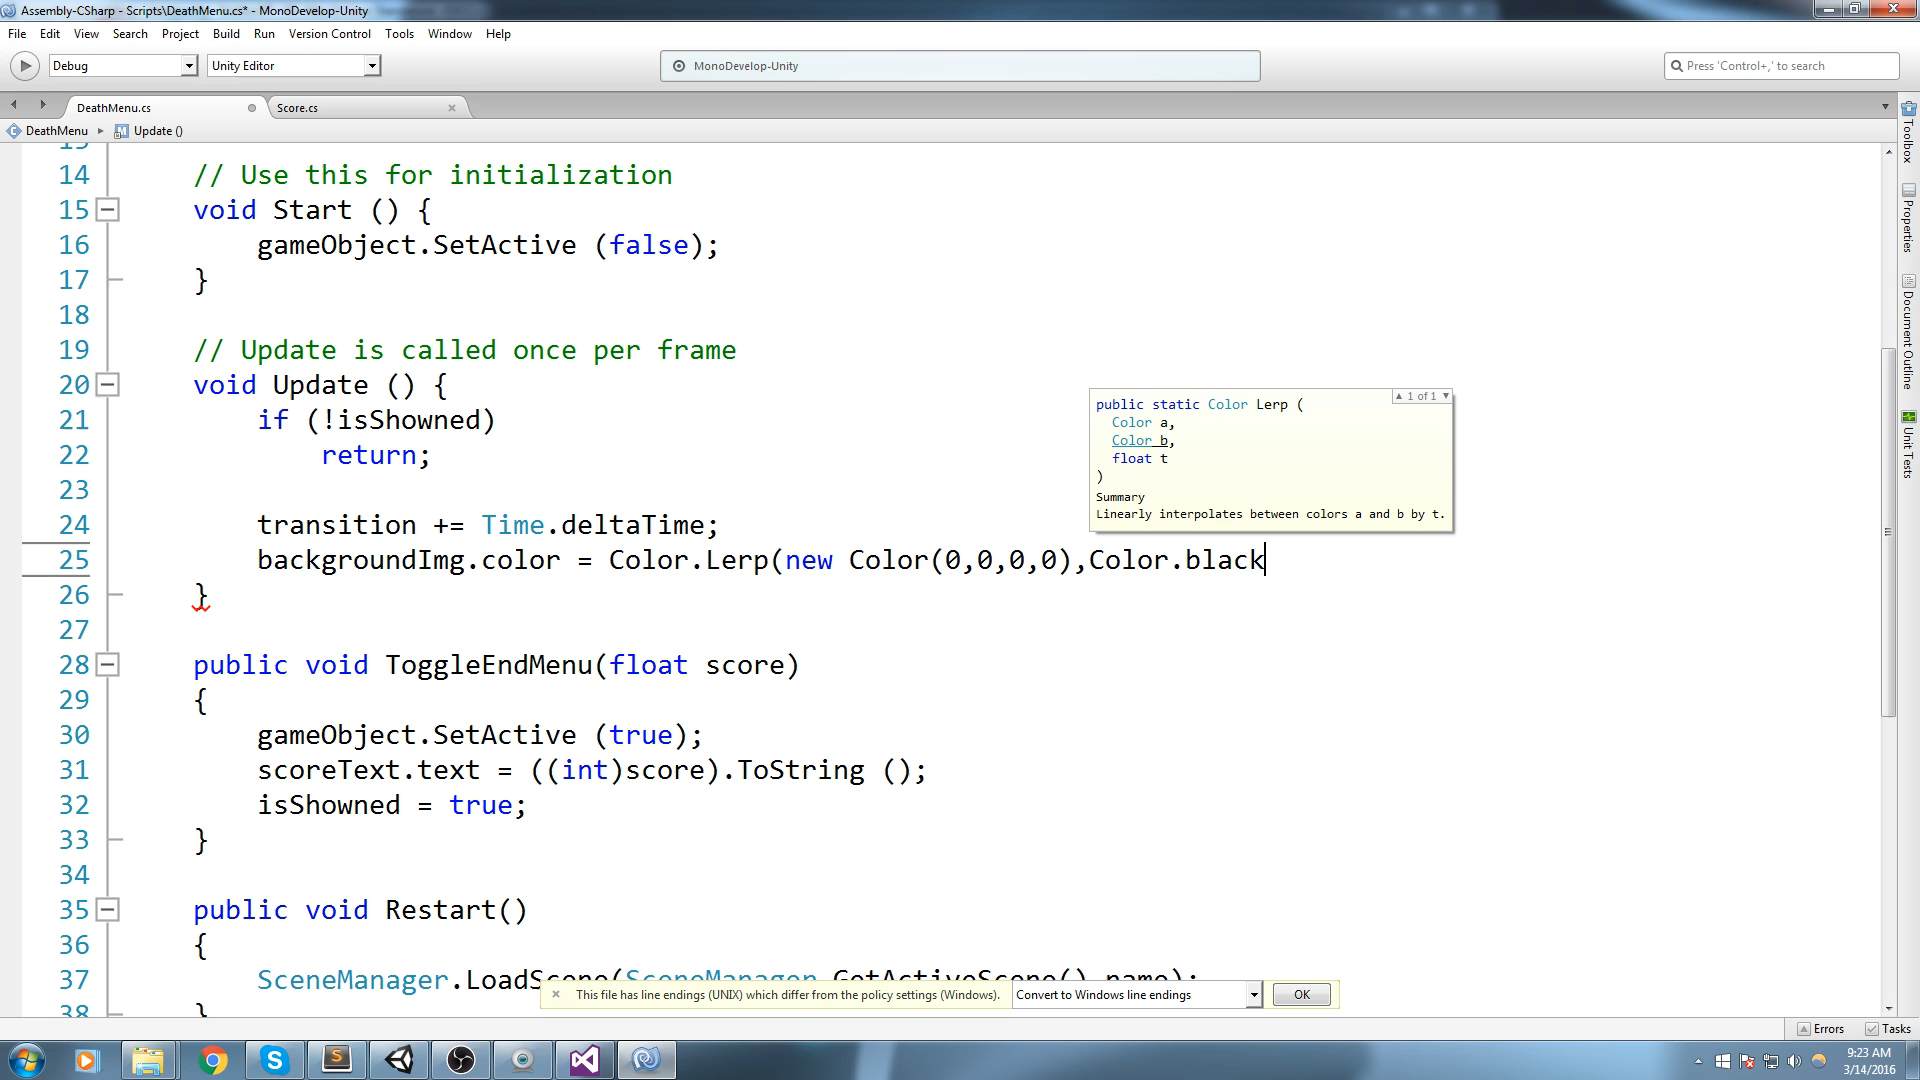 Assembly-CSharp - Scripts\DeathMenu.cs* - MonoDevelop-Unity
File Edit View Search Project Build Run Version Control Tools Window Help
Debug Unity Editor MonoDevelop-Unity Press 'Control+,' to search
DeathMenu.cs Score.cs
DeathMenu Update ()
Toolbox
Properties
Document Outline
Unit Tests
14 // Use this for initialization
15 void Start () {
16 gameObject.SetActive (false);
17 }
18
19 // Update is called once per frame
20 void Update () {
21 if (!isShowned)
22 return;
23
24 transition += Time.deltaTime;
25 backgroundImg.color = Color.Lerp(new Color(0,0,0,0),Color.black
26 }
27
28 public void ToggleEndMenu(float score)
29 {
30 gameObject.SetActive (true);
31 scoreText.text = ((int)score).ToString ();
32 isShowned = true;
33 }
34
35 public void Restart()
36 {
37 SceneManager.LoadScene(SceneManager.GetActiveScene().name);
38 }
1 of 1
public static Color Lerp (
Color a,
Color b,
float t
)
Summary
Linearly interpolates between colors a and b by t.
This file has line endings (UNIX) which differ from the policy settings (Windows). Convert to Windows line endings OK
Errors Tasks
9:23 AM
3/14/2016